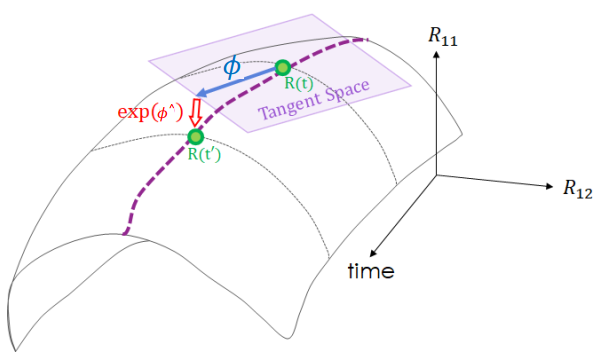 R₁₁
ϕ
R(t)
Tangent Space
exp(ϕ^)
R(t′)
R₁₂
time